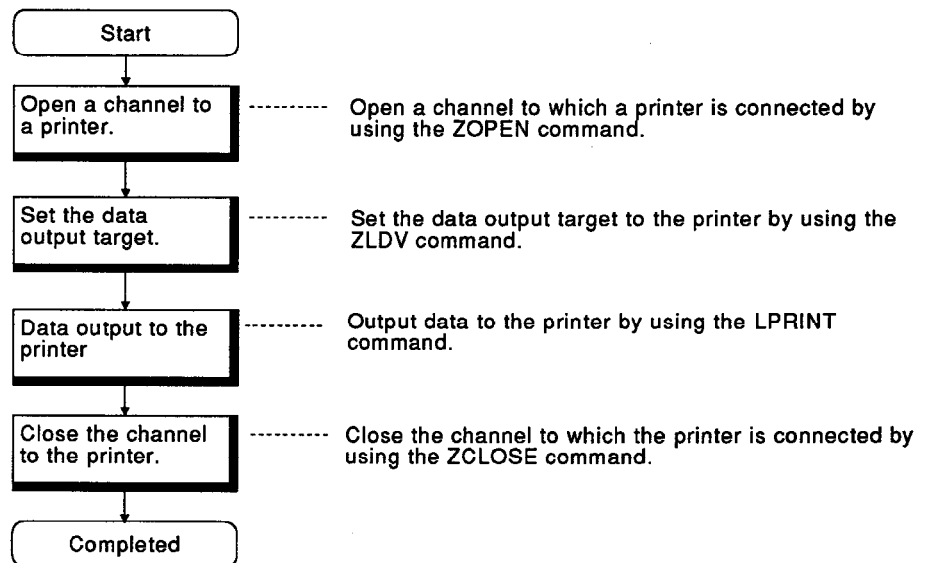 Start
Open a channel to
a printer.
Open a channel to which a printer is connected by
using the ZOPEN command.
Set the data
output target.
Set the data output target to the printer by using the
ZLDV command.
Data output to the
printer
Output data to the printer by using the LPRINT
command.
Close the channel
to the printer.
Close the channel to which the printer is connected by
using the ZCLOSE command.
Completed